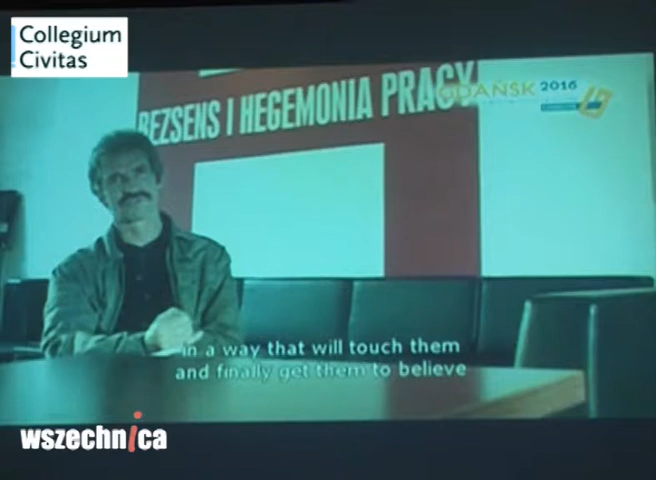 Collegium
Civitas
BEZSENS I HEGEMONIA PRACY
GDAŃSK 2016
in a way that will touch them
and finally get them to believe
wszechnica